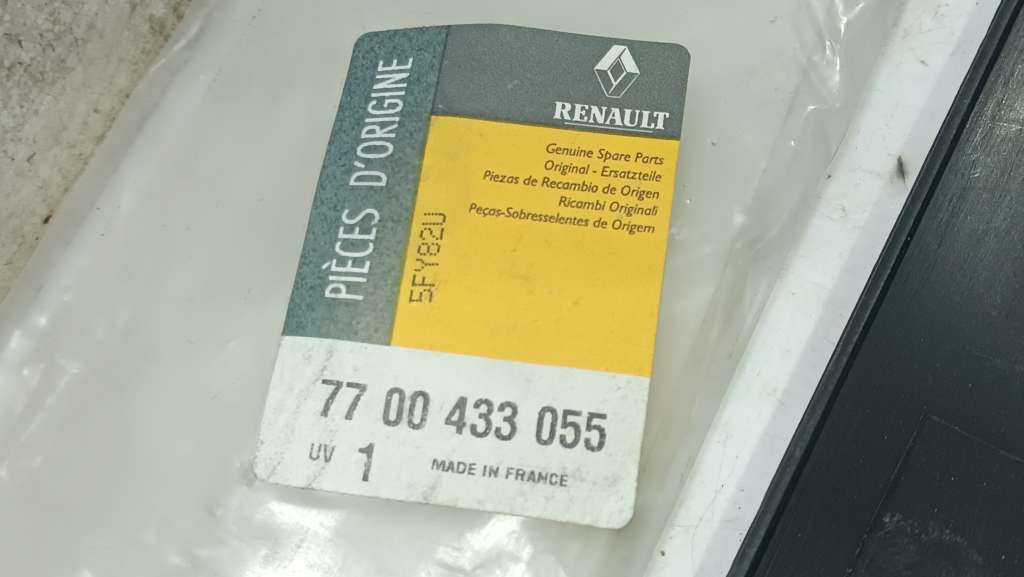 PIÈCES D'ORIGINE
RENAULT
Genuine Spare Parts
Original - Ersatzteile
Piezas de Recambio de Origen
Ricambi Originali
Peças-Sobresselentes de Origem
5FY82U
77 00 433 055
UV 1
MADE IN FRANCE